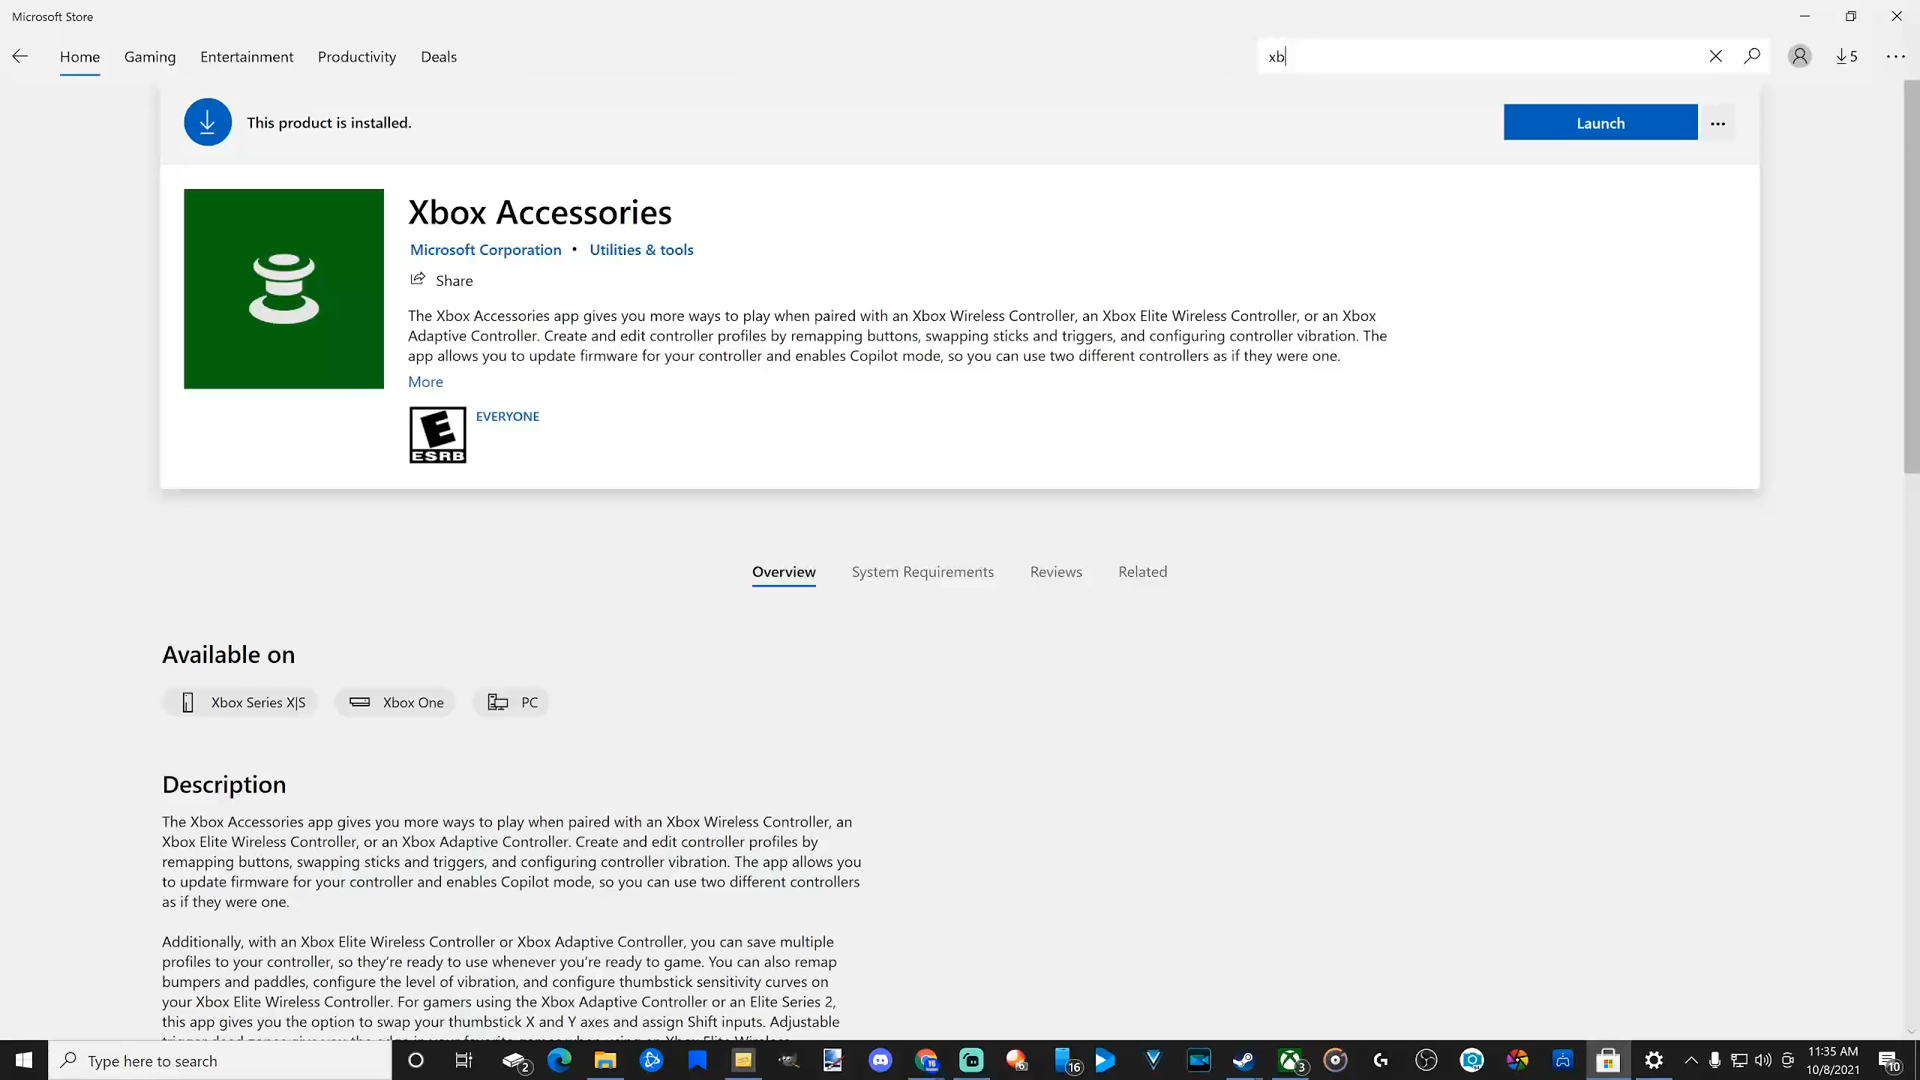 Microsoft Store
Home Gaming Entertainment Productivity Deals
xb
5
This product is installed.
Launch
Xbox Accessories
Microsoft Corporation • Utilities & tools
Share
The Xbox Accessories app gives you more ways to play when paired with an Xbox Wireless Controller, an Xbox Elite Wireless Controller, or an Xbox
Adaptive Controller. Create and edit controller profiles by remapping buttons, swapping sticks and triggers, and configuring controller vibration. The
app allows you to update firmware for your controller and enables Copilot mode, so you can use two different controllers as if they were one.
More
E
ESRB
EVERYONE
Overview System Requirements Reviews Related
Available on
Xbox Series X|S Xbox One PC
Description
The Xbox Accessories app gives you more ways to play when paired with an Xbox Wireless Controller, an
Xbox Elite Wireless Controller, or an Xbox Adaptive Controller. Create and edit controller profiles by
remapping buttons, swapping sticks and triggers, and configuring controller vibration. The app allows you
to update firmware for your controller and enables Copilot mode, so you can use two different controllers
as if they were one.
Additionally, with an Xbox Elite Wireless Controller or Xbox Adaptive Controller, you can save multiple
profiles to your controller, so they're ready to use whenever you're ready to game. You can also remap
bumpers and paddles, configure the level of vibration, and configure thumbstick sensitivity curves on
your Xbox Elite Wireless Controller. For gamers using the Xbox Adaptive Controller or an Elite Series 2,
this app gives you the option to swap your thumbstick X and Y axes and assign Shift inputs. Adjustable
Type here to search
2
16
3
11:35 AM
10/8/2021
10